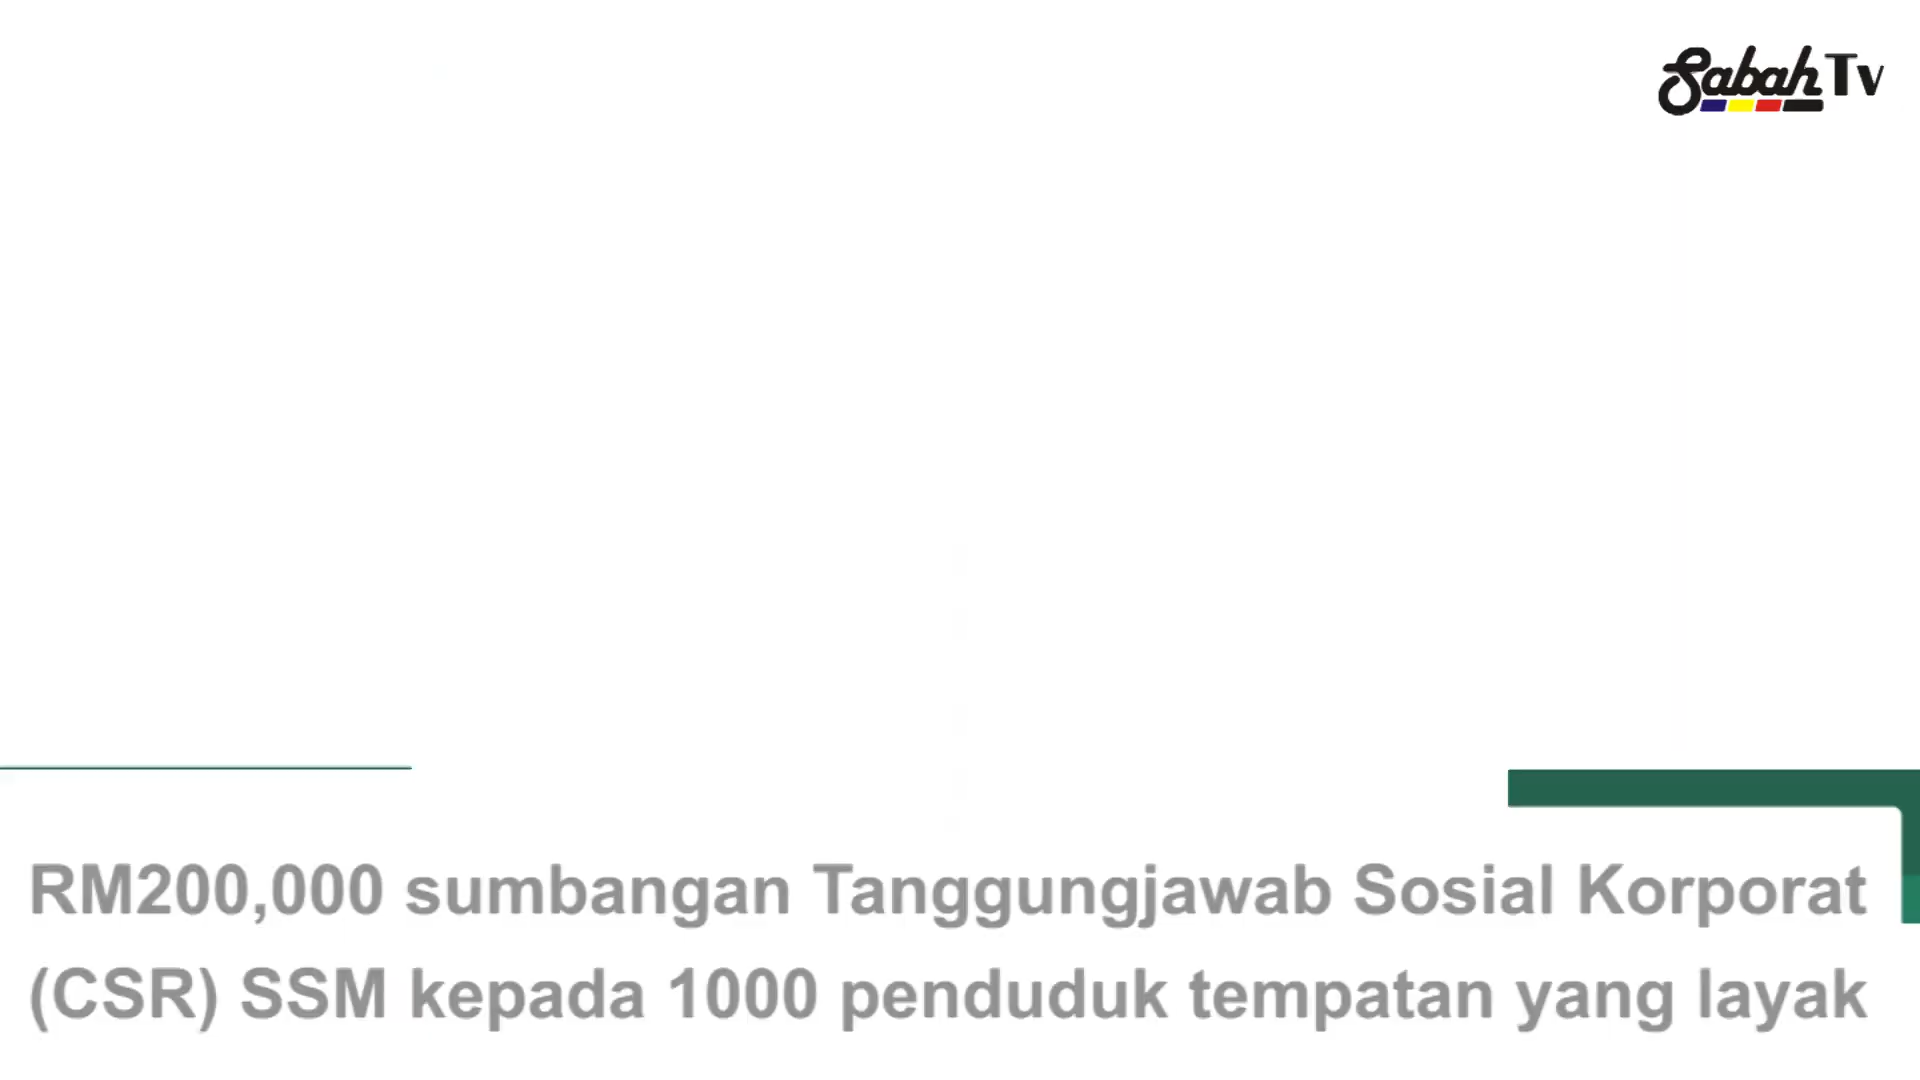 Sabah Tv
RM200,000 sumbangan Tanggungjawab Sosial Korporat
(CSR) SSM kepada 1000 penduduk tempatan yang layak